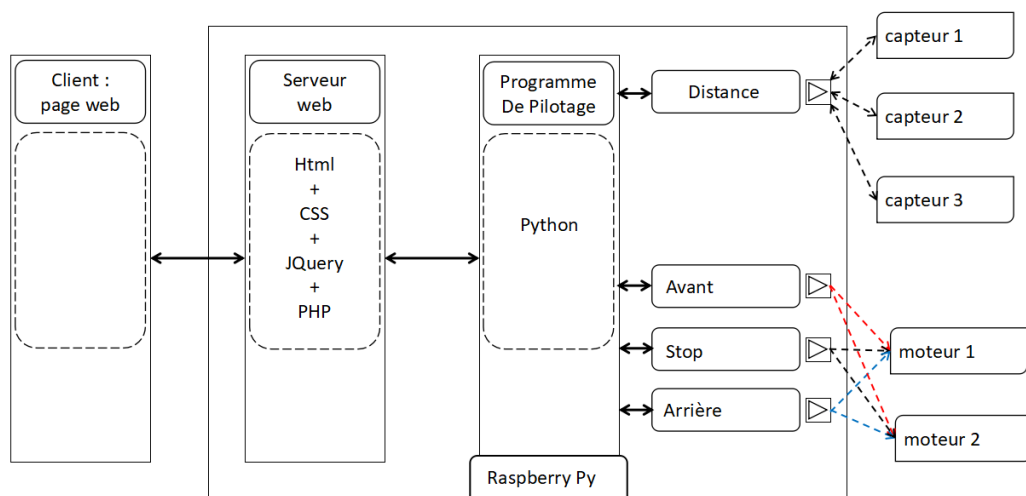 Client :
page web
Serveur
web
Html
+
CSS
+
JQuery
+
PHP
Programme
De Pilotage
Python
Raspberry Py
Distance
Avant
Stop
Arrière
capteur 1
capteur 2
capteur 3
moteur 1
moteur 2